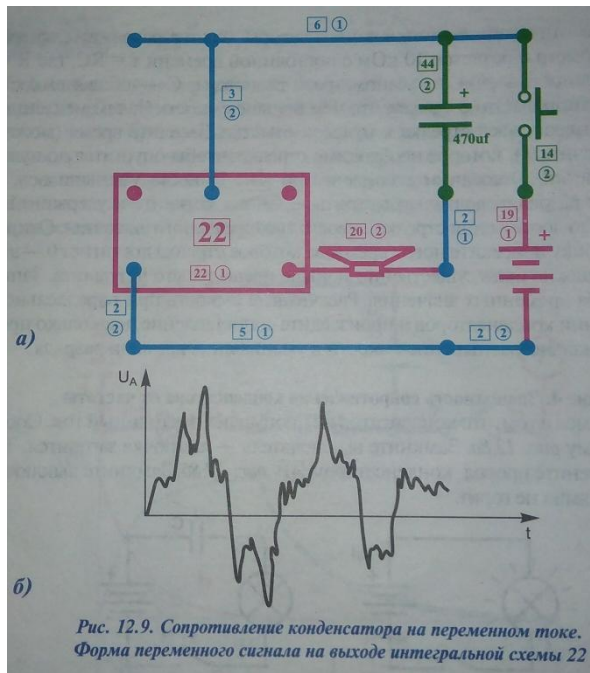 6 1
44
2
3
2
+
470uf
14
2
22
20 2
2
1
19
1
+
22 1
2
2
а)
5 1
2 2
UA
t
б)
Рис. 12.9. Сопротивление конденсатора на переменном токе.
Форма переменного сигнала на выходе интегральной схемы 22